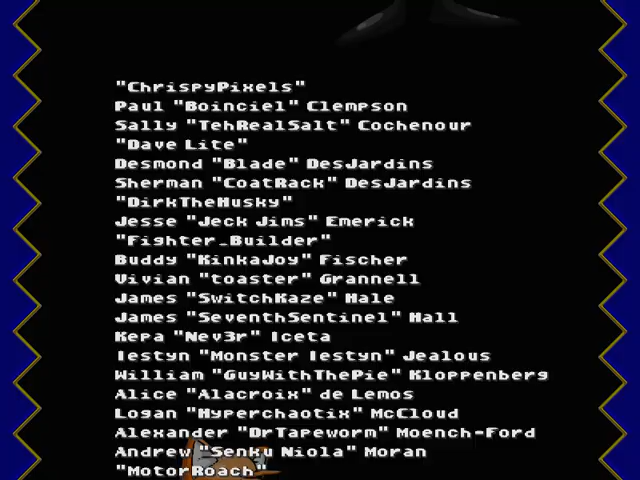 "ChrispyPixels"
Paul "Boinciel" Clempson
Sally "TehRealSalt" Cochenour
"Dave Lite"
Desmond "Blade" DesJardins
Sherman "CoatRack" DesJardins
"DirkTheHusky"
Jesse "Jeck Jims" Emerick
"Fighter_Builder"
Buddy "KinkaJoy" Fischer
Vivian "toaster" Grannell
James "SwitchKaze" Hale
James "SeventhSentinel" Hall
Kepa "Nev3r" Iceta
Iestyn "Monster Iestyn" Jealous
William "GuyWithThePie" Kloppenberg
Alice "Alacroix" de Lemos
Logan "Hyperchaotix" McCloud
Alexander "DrTapeworm" Moench-Ford
Andrew "Senku Niola" Moran
"MotorRoach"